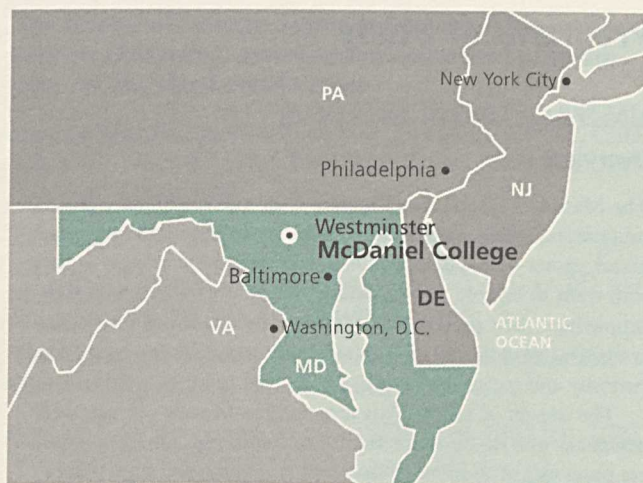 New York City
PA
Philadelphia
NJ
Westminster
McDaniel College
Baltimore
DE
VA
Washington, D.C.
ATLANTIC
OCEAN
MD